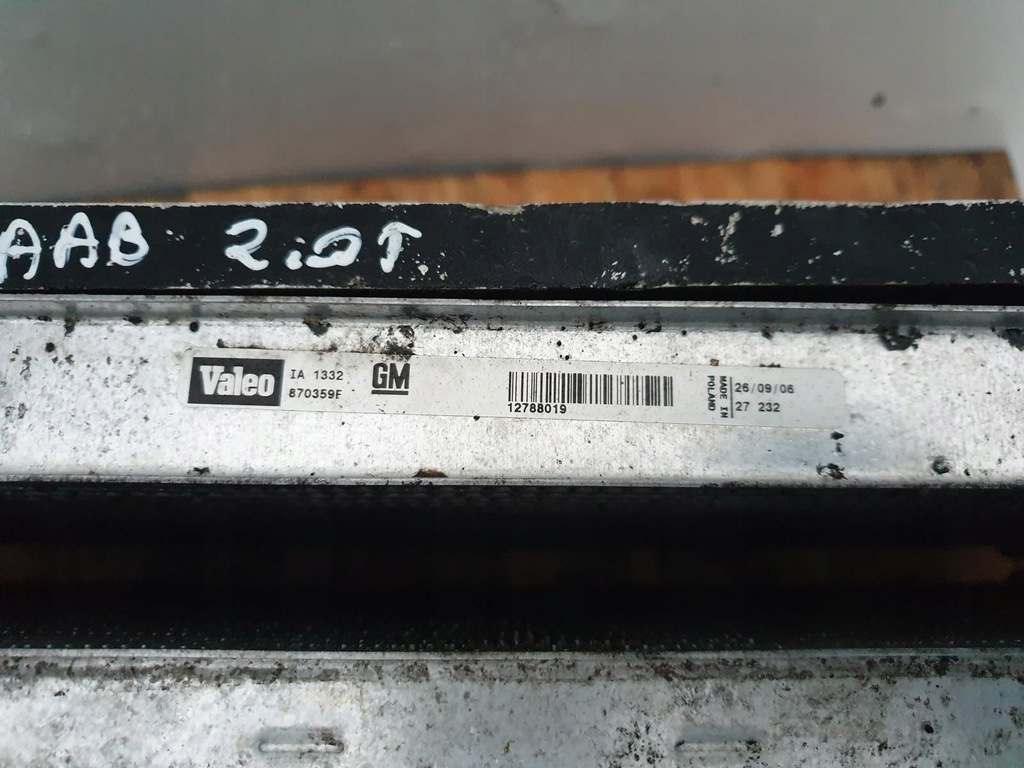 AAB 2.0T
Valeo
IA 1332
870359F
GM
12788019
MADE IN
POLAND
26/09/06
27 232